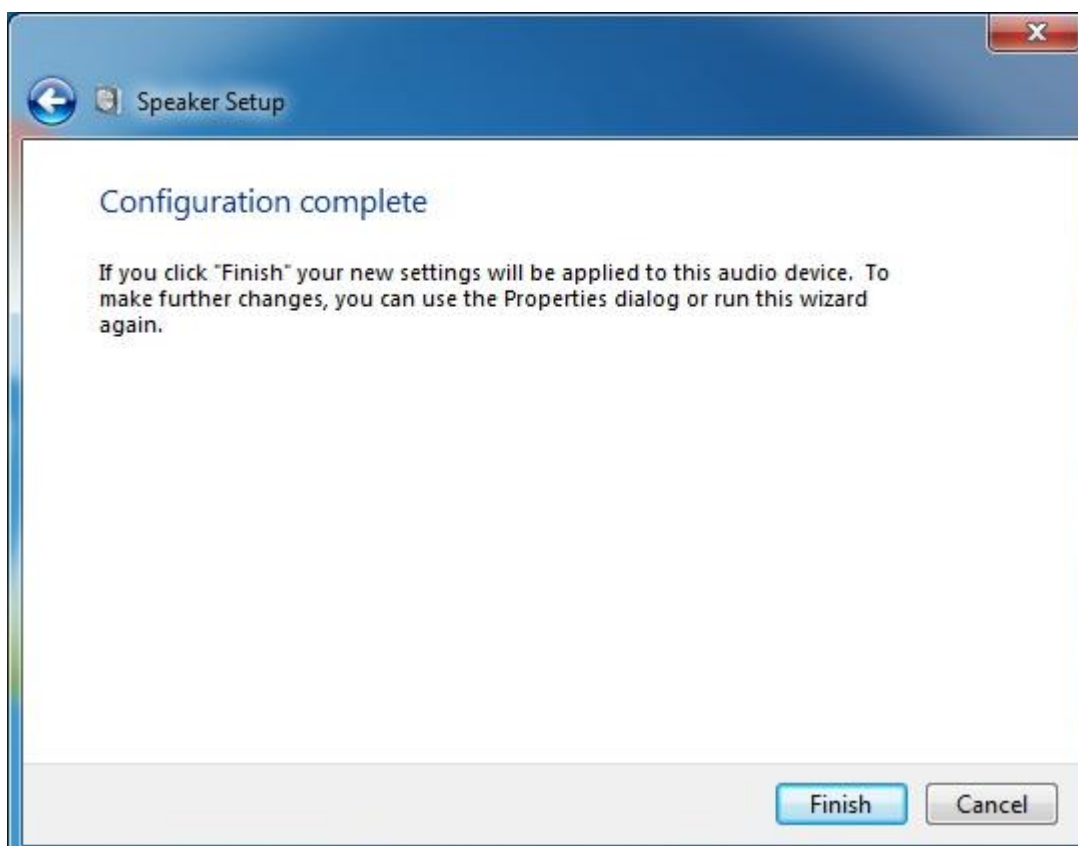 Speaker Setup
Configuration complete
If you click "Finish" your new settings will be applied to this audio device. To
make further changes, you can use the Properties dialog or run this wizard
again.
Finish
Cancel